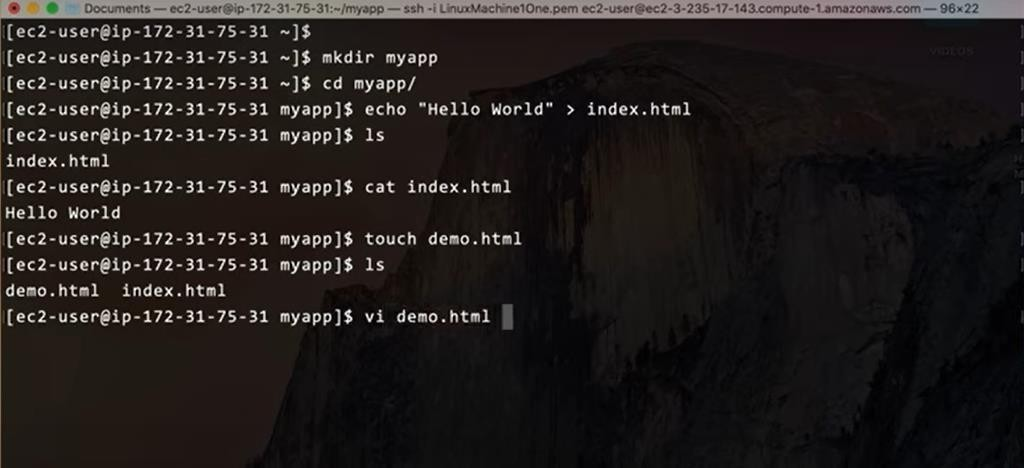 Documents — ec2-user@ip-172-31-75-31:~/myapp — ssh -i LinuxMachine1One.pem ec2-user@ec2-3-235-17-143.compute-1.amazonaws.com — 96×22
[ec2-user@ip-172-31-75-31 ~]$
[ec2-user@ip-172-31-75-31 ~]$ mkdir myapp
[ec2-user@ip-172-31-75-31 ~]$ cd myapp/
[ec2-user@ip-172-31-75-31 myapp]$ echo "Hello World" > index.html
[ec2-user@ip-172-31-75-31 myapp]$ ls
index.html
[ec2-user@ip-172-31-75-31 myapp]$ cat index.html
Hello World
[ec2-user@ip-172-31-75-31 myapp]$ touch demo.html
[ec2-user@ip-172-31-75-31 myapp]$ ls
demo.html  index.html
[ec2-user@ip-172-31-75-31 myapp]$ vi demo.html
VIDEOS